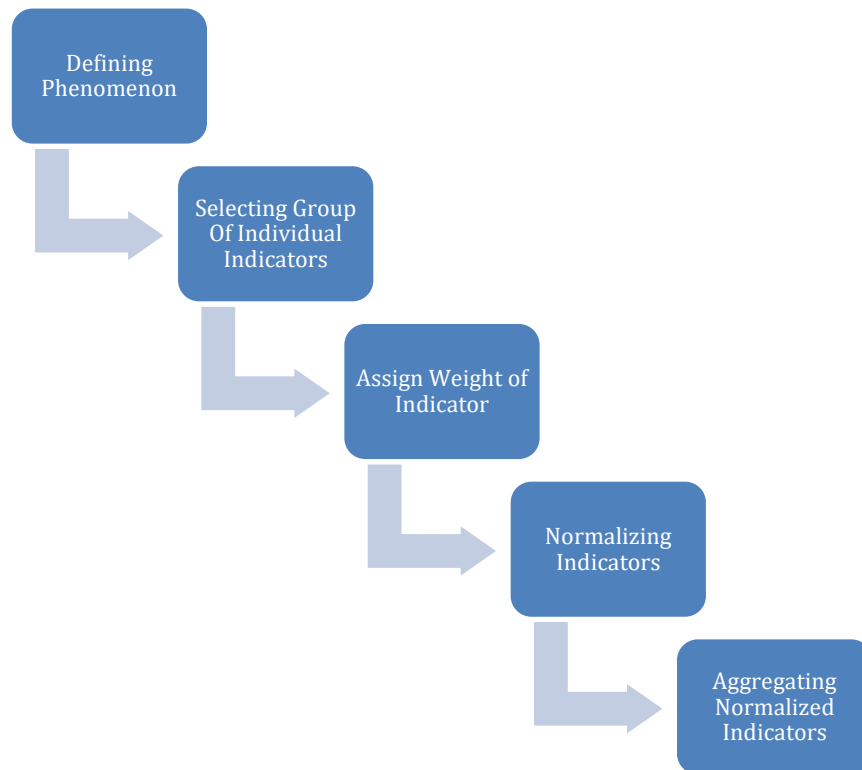 Defining
Phenomenon
Selecting Group
Of Individual
Indicators
Assign Weight of
Indicator
Normalizing
Indicators
Aggregating
Normalized
Indicators